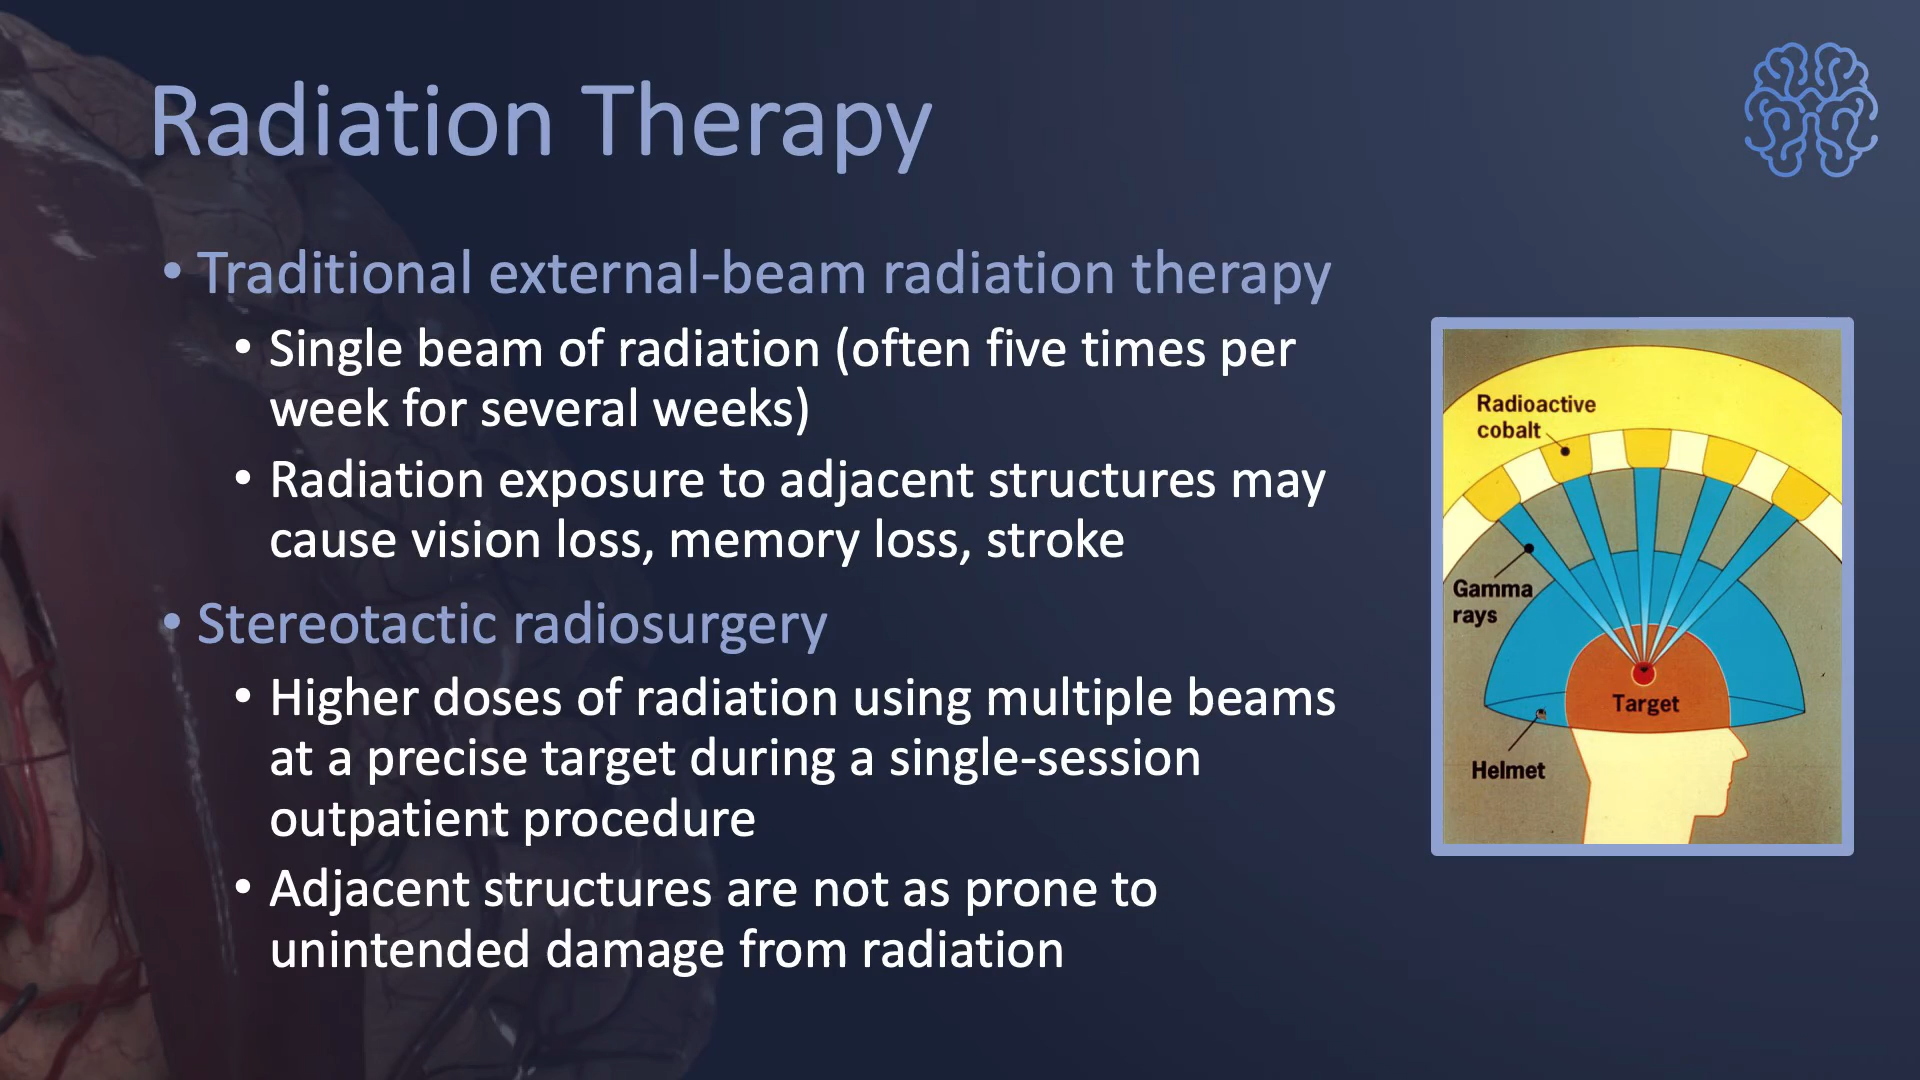 Radiation Therapy
• Traditional external-beam radiation therapy
• Single beam of radiation (often five times per
week for several weeks)
• Radiation exposure to adjacent structures may
cause vision loss, memory loss, stroke
• Stereotactic radiosurgery
• Higher doses of radiation using multiple beams
at a precise target during a single-session
outpatient procedure
• Adjacent structures are not as prone to
unintended damage from radiation
Radioactive
cobalt
Gamma
rays
Target
Helmet